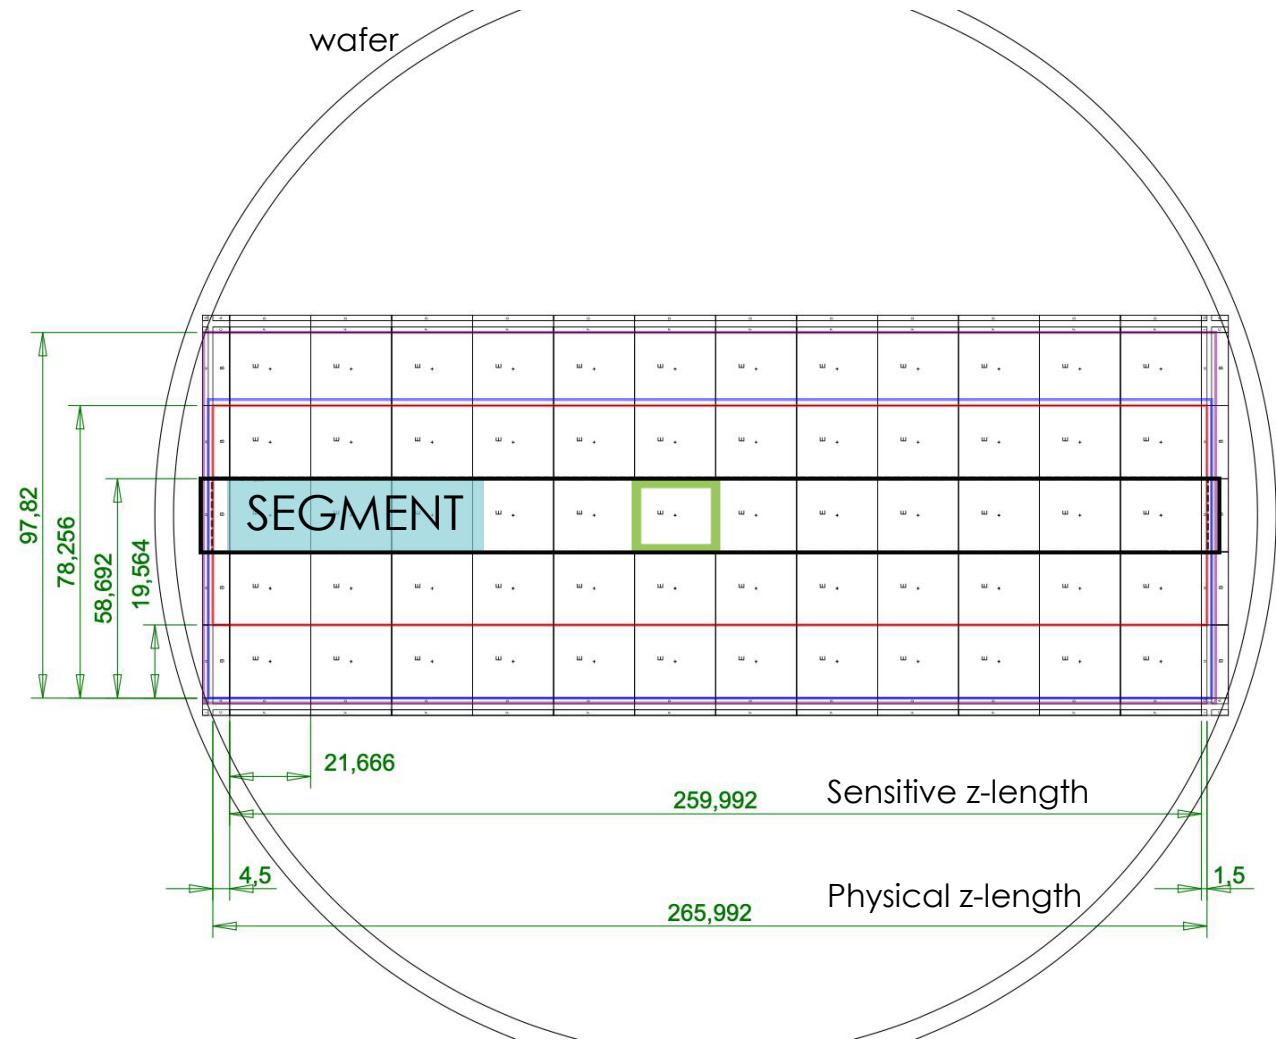 wafer
E E E E E E E E E E E E
E E E E E E E E E E E E
SEGMENT
E E E E E E E E E
E E E E E E E E E E E E
E E E E E E E E E E E E
97,82
78,256
58,692
19,564
21,666
259,992
Sensitive z-length
4,5
1,5
Physical z-length
265,992